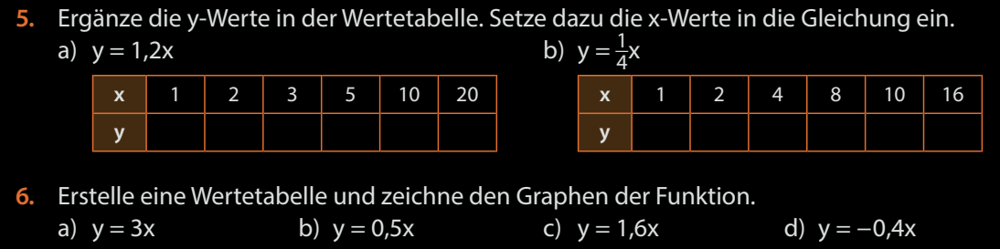 5. Ergänze die y-Werte in der Wertetabelle. Setze dazu die x-Werte in die Gleichung ein.
a) y = 1,2x b) y = 1/4x
x 1 2 3 5 10 20 x 1 2 4 8 10 16
y y
6. Erstelle eine Wertetabelle und zeichne den Graphen der Funktion.
a) y = 3x b) y = 0,5x c) y = 1,6x d) y = −0,4x